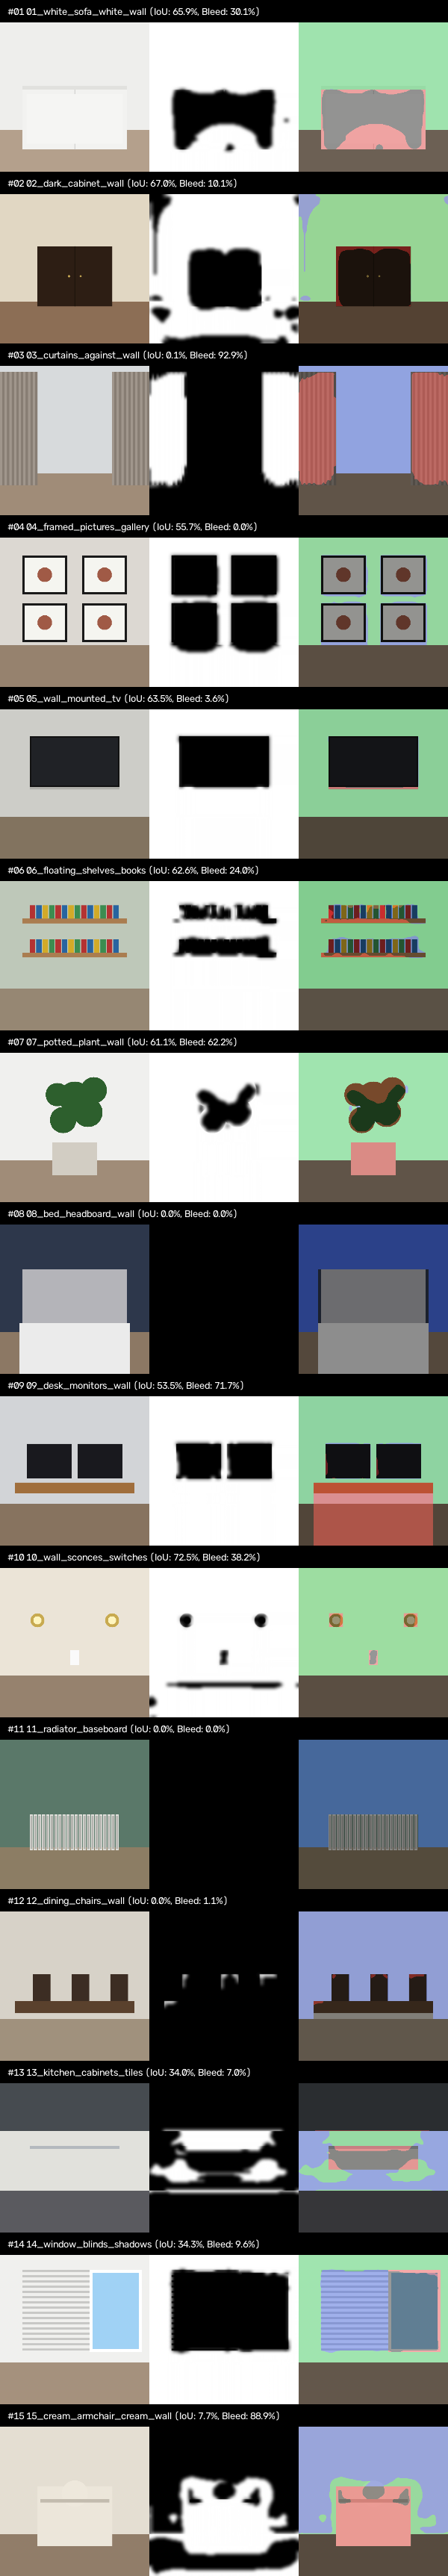 #01 01_white_sofa_white_wall (IoU: 65.9%, Bleed: 30.1%)
#02 02_dark_cabinet_wall (IoU: 67.0%, Bleed: 10.1%)
#03 03_curtains_against_wall (IoU: 0.1%, Bleed: 92.9%)
#04 04_framed_pictures_gallery (IoU: 55.7%, Bleed: 0.0%)
#05 05_wall_mounted_tv (IoU: 63.5%, Bleed: 3.6%)
#06 06_floating_shelves_books (IoU: 62.6%, Bleed: 24.0%)
#07 07_potted_plant_wall (IoU: 61.1%, Bleed: 62.2%)
#08 08_bed_headboard_wall (IoU: 0.0%, Bleed: 0.0%)
#09 09_desk_monitors_wall (IoU: 53.5%, Bleed: 71.7%)
#10 10_wall_sconces_switches (IoU: 72.5%, Bleed: 38.2%)
#11 11_radiator_baseboard (IoU: 0.0%, Bleed: 0.0%)
#12 12_dining_chairs_wall (IoU: 0.0%, Bleed: 1.1%)
#13 13_kitchen_cabinets_tiles (IoU: 34.0%, Bleed: 7.0%)
#14 14_window_blinds_shadows (IoU: 34.3%, Bleed: 9.6%)
#15 15_cream_armchair_cream_wall (IoU: 7.7%, Bleed: 88.9%)